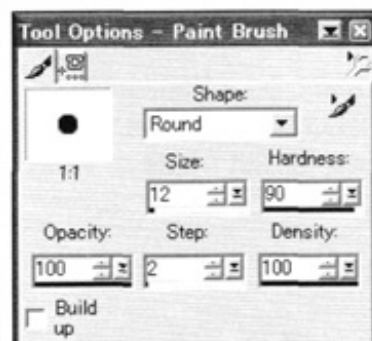 Tool Options - Paint Brush
Shape:
Round
1:1
Size: Hardness:
12 90
Opacity: Step: Density:
100 2 100
Build
up